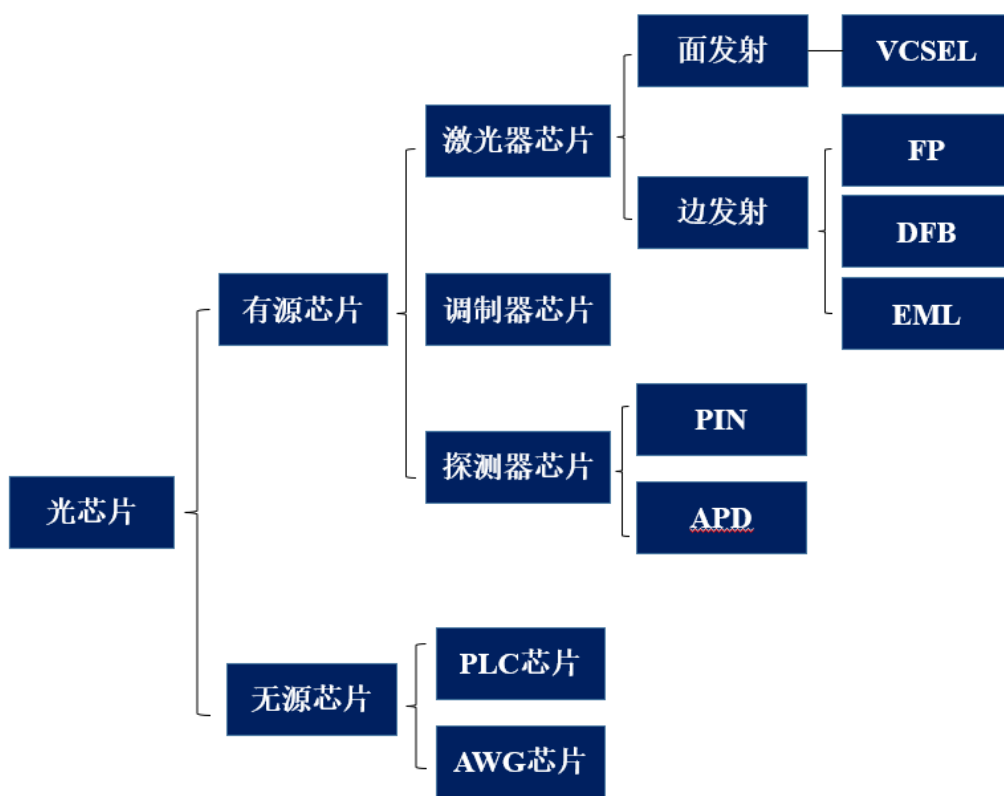 面发射
VCSEL
激光器芯片
FP
边发射
DFB
有源芯片
调制器芯片
EML
PIN
探测器芯片
光芯片
APD
PLC芯片
无源芯片
AWG芯片